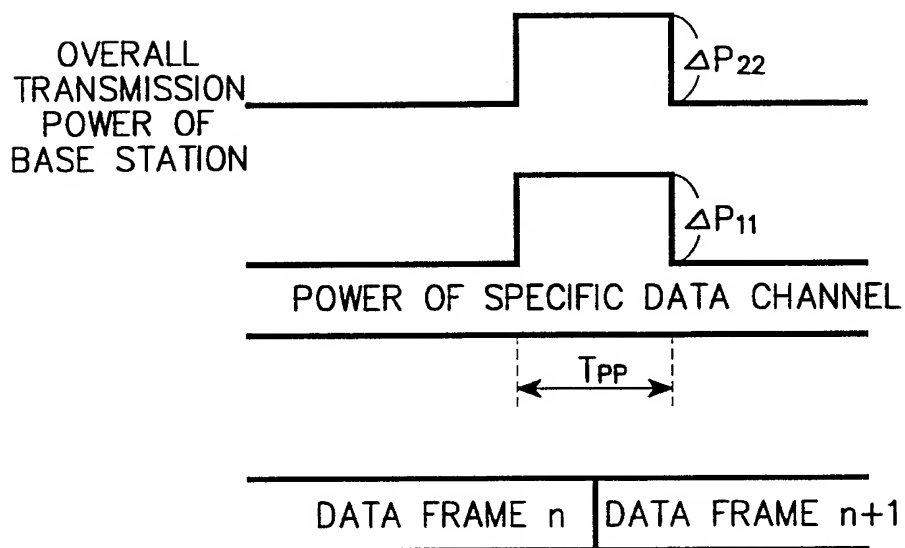 OVERALL
TRANSMISSION
POWER OF
BASE STATION
ΔP22
ΔP11
POWER OF SPECIFIC DATA CHANNEL
TPP
DATA FRAME n
DATA FRAME n+1